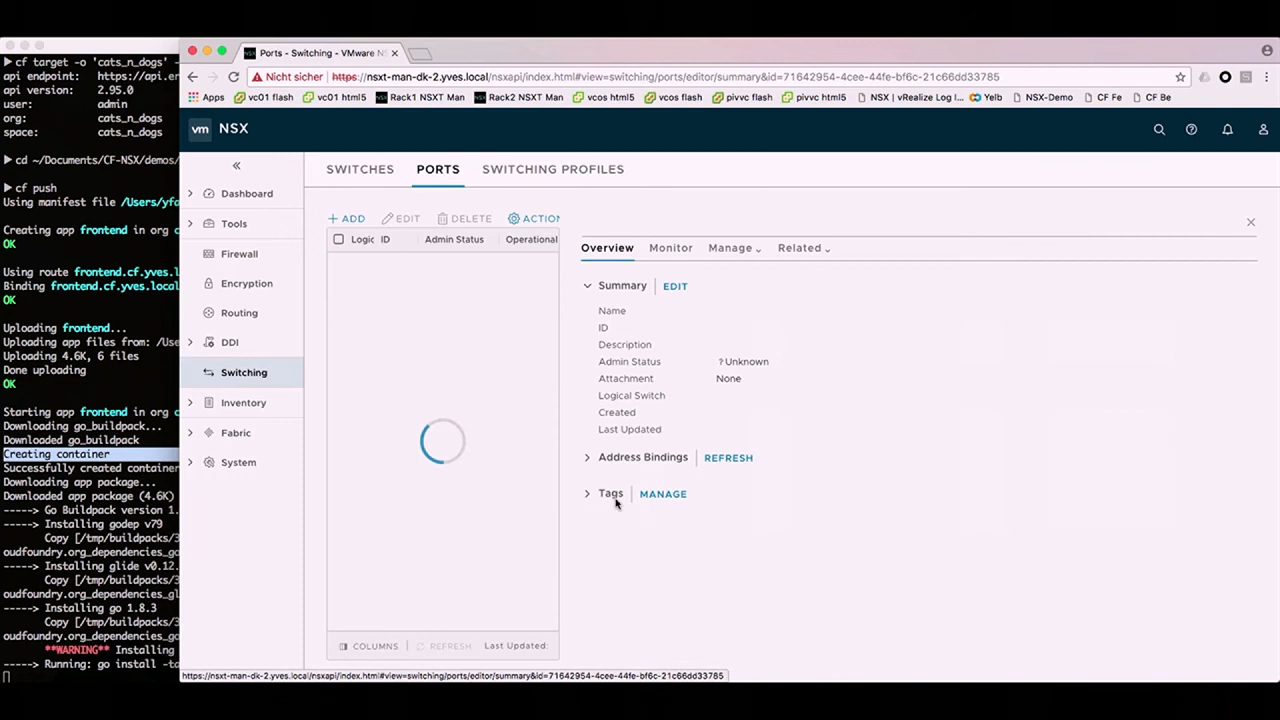 cf target -o 'cats_n_dogs' -
api endpoint: https://api.en
api version: 2.95.0
user: admin
org: cats_n_dogs
space: cats_n_dogs
cd ~/Documents/CF-NSX/demos/
cf push
Using manifest file /Users/yfa
Creating app frontend in org c
OK
Using route frontend.cf.yves.l
Binding frontend.cf.yves.local
OK
Uploading frontend...
Uploading app files from: /Use
Uploading 4.6K, 6 files
Done uploading
OK
Starting app frontend in org c
Downloading go_buildpack...
Downloaded go_buildpack
Creating container
Successfully created container
Downloading app package...
Downloaded app package (4.6K)
-----> Go Buildpack version 1.
-----> Installing godep v79
Copy [/tmp/buildpacks/3
oudfoundry.org_dependencies_go
-----> Installing glide v0.12.
Copy [/tmp/buildpacks/3
oudfoundry.org_dependencies_gl
-----> Installing go 1.8.3
Copy [/tmp/buildpacks/3
oudfoundry.org_dependencies_go
**WARNING** Installing
-----> Running: go install -ta
Ports - Switching - VMware N
Nicht sicher https://nsxt-man-dk-2.yves.local/nsxapi/index.html#view=switching/ports/editor/summary&id=71642954-4cee-44fe-bf6c-21c66dd33785
Apps vc01 flash vc01 html5 Rack1 NSXT Man Rack2 NSXT Man vcos html5 vcos flash pivvc flash pivvc html5 NSX | vRealize Log I... Yelb NSX-Demo CF Fe CF Be
vm NSX
Dashboard
Tools
Firewall
Encryption
Routing
DDI
Switching
Inventory
Fabric
System
SWITCHES PORTS SWITCHING PROFILES
+ ADD EDIT DELETE ACTION
Logic ID Admin Status Operational
COLUMNS REFRESH Last Updated:
Overview Monitor Manage Related
Summary EDIT
Name
ID
Description
Admin Status ? Unknown
Attachment None
Logical Switch
Created
Last Updated
Address Bindings REFRESH
Tags MANAGE
https://nsxt-man-dk-2.yves.local/nsxapi/index.html#view=switching/ports/editor/summary&id=71642954-4cee-44fe-bf6c-21c66dd33785